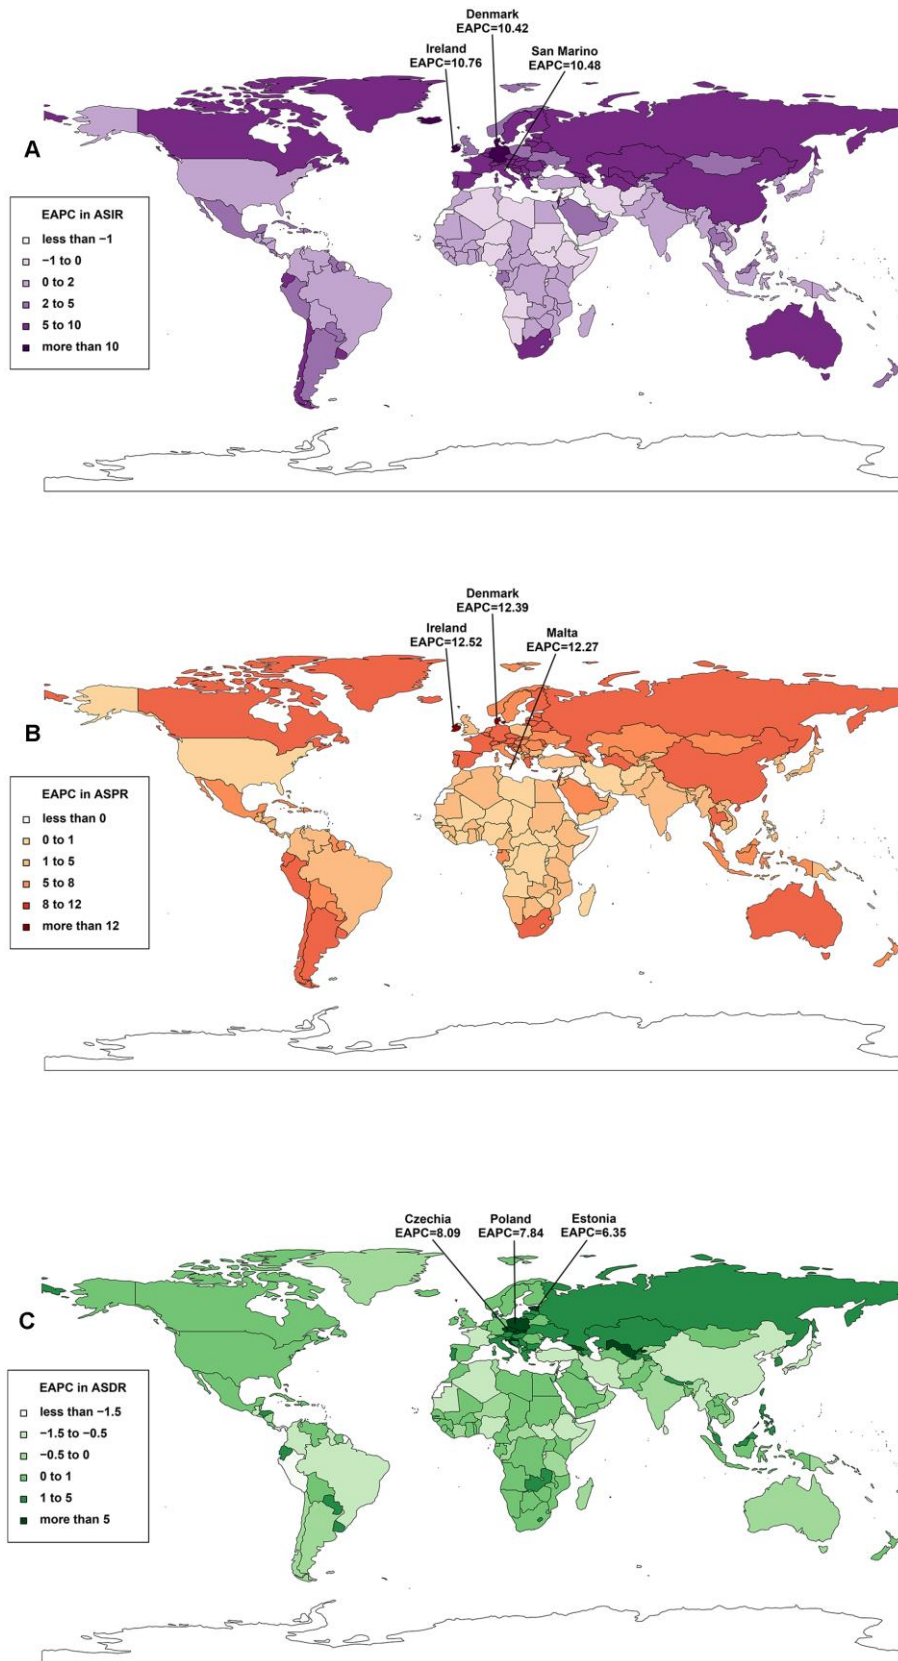 Denmark
EAPC=10.42
Ireland
EAPC=10.76
San Marino
EAPC=10.48
A
EAPC in ASIR
less than −1
−1 to 0
0 to 2
2 to 5
5 to 10
more than 10
Denmark
EAPC=12.39
Ireland
EAPC=12.52
Malta
EAPC=12.27
B
EAPC in ASPR
less than 0
0 to 1
1 to 5
5 to 8
8 to 12
more than 12
Czechia
EAPC=8.09
Poland
EAPC=7.84
Estonia
EAPC=6.35
C
EAPC in ASDR
less than −1.5
−1.5 to −0.5
−0.5 to 0
0 to 1
1 to 5
more than 5